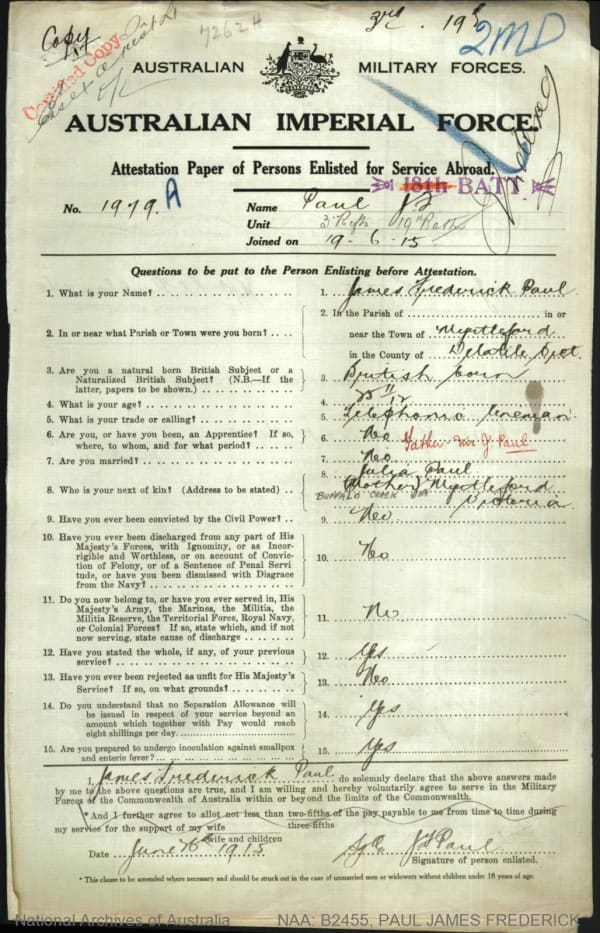 Copy
72624
3rd
19th
2MD
Certified Copy
AUSTRALIAN MILITARY FORCES.
AUSTRALIAN IMPERIAL FORCE.
Attestation Paper of Persons Enlisted for Service Abroad.
18th BATT.
No. 1979 A
Name Paul J F
Unit 3rd Rfts 19th Battn
Joined on 19-6-15
Questions to be put to the Person Enlisting before Attestation.
1. What is your Name? 1. James Frederick Paul
2. In or near what Parish or Town were you born? 2. In the Parish of in or
near the Town of Myrtleford
in the County of Delatite
3. Are you a natural born British Subject or a
Naturalized British Subject? (N.B.—If the
latter, papers to be shown.) 3. British born
4. What is your age? 4. 25 11/12
5. What is your trade or calling? 5. Telephonic lineman
6. Are you, or have you been, an Apprentice? If so,
where, to whom, and for what period? 6. No Father J. Paul
7. Are you married? 7. No
8. Who is your next of kin? (Address to be stated) 8. Julia Paul
(Mother) Myrtleford
BUFFALO CREEK Victoria
9. Have you ever been convicted by the Civil Power? 9. No
10. Have you ever been discharged from any part of His
Majesty's Forces, with Ignominy, or as Incor-
rigible and Worthless, or on account of Convic-
tion of Felony, or of a Sentence of Penal Servi
tude, or have you been dismissed with Disgrace
from the Navy? 10. No
11. Do you now belong to, or have you ever served in, His
Majesty's Army, the Marines, the Militia, the
Militia Reserve, the Territorial Force, Royal Navy,
or Colonial Forces? If so, state which, and if not
now serving, state cause of discharge 11. No
12. Have you stated the whole, if any, of your previous
service? 12. Yes
13. Have you ever been rejected as unfit for His Majesty's
Service? If so, on what grounds? 13. No
14. Do you understand that no Separation Allowance will
be issued in respect of your service beyond an
amount which together with Pay would reach
eight shillings per day. 14. Yes
15. Are you prepared to undergo inoculation against smallpox
and enteric fever? 15. Yes
I, James Frederick Paul do solemnly declare that the above answers made
by me to the above questions are true, and I am willing and hereby voluntarily agree to serve in the Military
Forces of the Commonwealth of Australia within or beyond the limits of the Commonwealth.
*And I further agree to allot not less than two-fifths of the pay payable to me from time to time during
three-fifths
my service for the support of my wife
wife and children
Date June 16th 1915 J F Paul
Signature of person enlisted.
* This clause to be amended where necessary and should be struck out in the case of unmarried men or widowers without children under 18 years of age.
National Archives of Australia NAA: B2455, PAUL JAMES FREDERICK